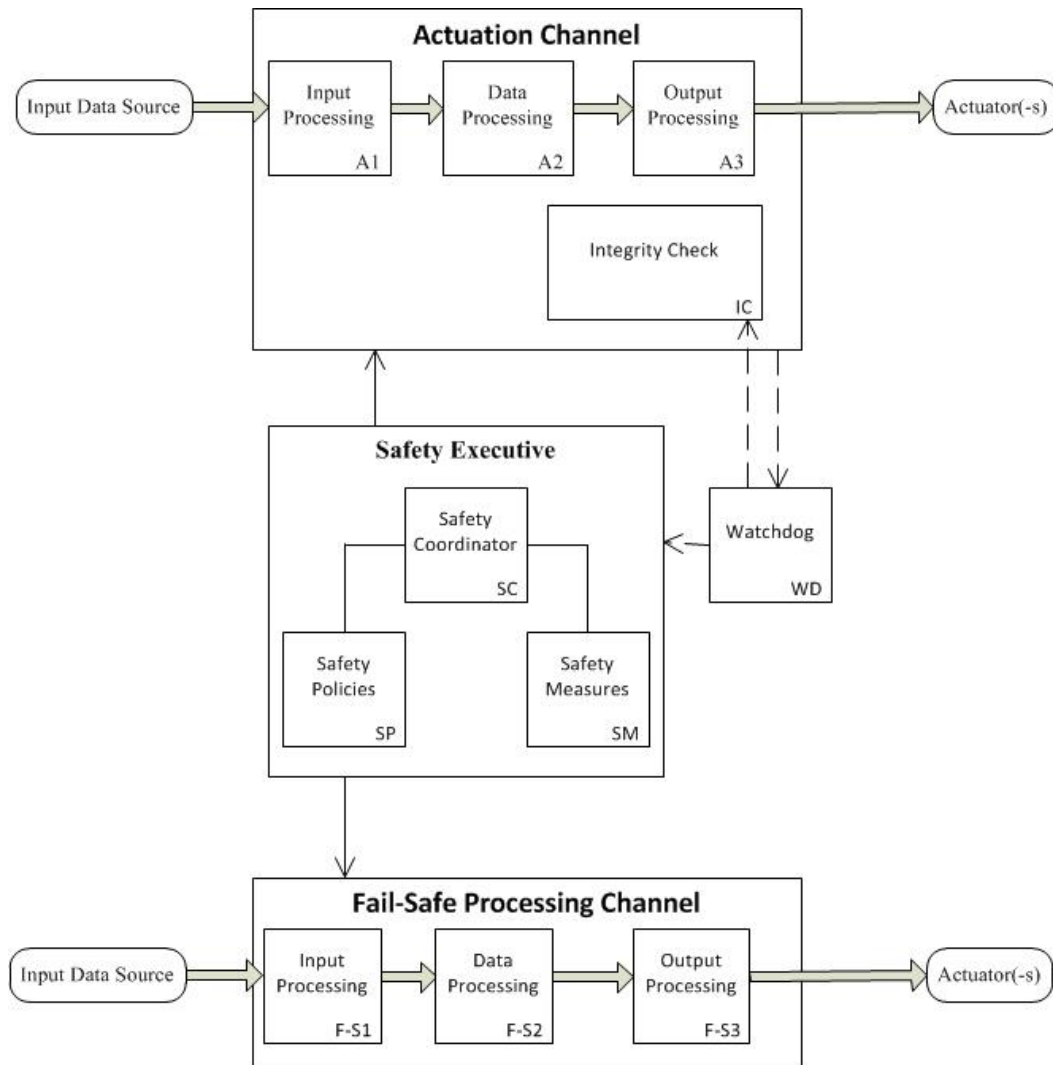 Actuation Channel
Input Data Source
Input
Processing
A1
Data
Processing
A2
Output
Processing
A3
Actuator(-s)
Integrity Check
IC
Safety Executive
Safety
Coordinator
SC
Watchdog
WD
Safety
Policies
SP
Safety
Measures
SM
Fail-Safe Processing Channel
Input Data Source
Input
Processing
F-S1
Data
Processing
F-S2
Output
Processing
F-S3
Actuator(-s)